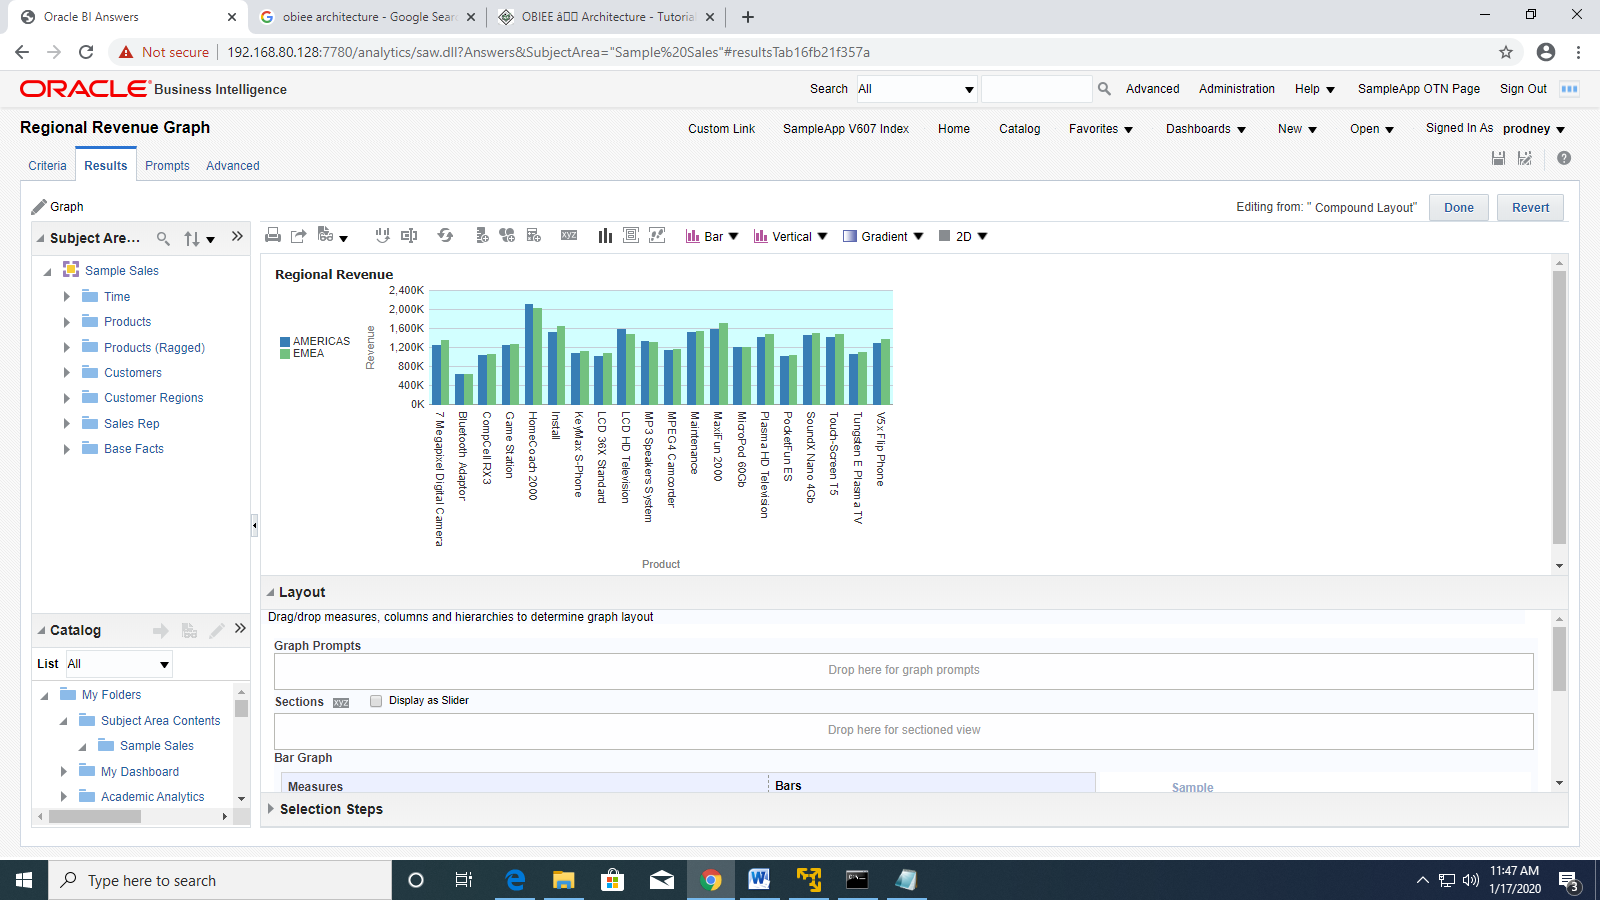 Oracle BI Answers
obiee architecture - Google Sear
OBIEE â Architecture - Tutorial
Not secure
192.168.80.128:7780/analytics/saw.dll?Answers&SubjectArea="Sample%20Sales"#resultsTab16fb21f357a
ORACLE Business Intelligence
Search All
Advanced Administration Help SampleApp OTN Page Sign Out
Regional Revenue Graph
Custom Link SampleApp V607 Index Home Catalog Favorites Dashboards New Open Signed In As prodney
Criteria Results Prompts Advanced
Graph
Editing from: " Compound Layout"
Done
Revert
Subject Are...
xyz
Bar Vertical Gradient 2D
Sample Sales
Time
Products
Products (Ragged)
Customers
Customer Regions
Sales Rep
Base Facts
Regional Revenue
AMERICAS
EMEA
Revenue
2,400K
2,000K
1,600K
1,200K
800K
400K
0K
7 Megapixel Digital Camera
Bluetooth Adaptor
CompCell RX3
Game Station
HomeCoach 2000
Install
KeyMax S-Phone
LCD 36X Standard
LCD HD Television
MP3 Speakers System
MPEG4 Camcorder
Maintenance
MaxiFun 2000
MicroPod 60Gb
Plasma HD Television
PocketFun ES
SoundX Nano 4Gb
Touch-Screen T5
Tungsten E Plasma TV
V5x Flip Phone
Product
Layout
Drag/drop measures, columns and hierarchies to determine graph layout
Graph Prompts
Drop here for graph prompts
Sections xyz Display as Slider
Drop here for sectioned view
Bar Graph
Measures
Bars
Sample
Selection Steps
Catalog
List All
My Folders
Subject Area Contents
Sample Sales
My Dashboard
Academic Analytics
Type here to search
11:47 AM
1/17/2020
3